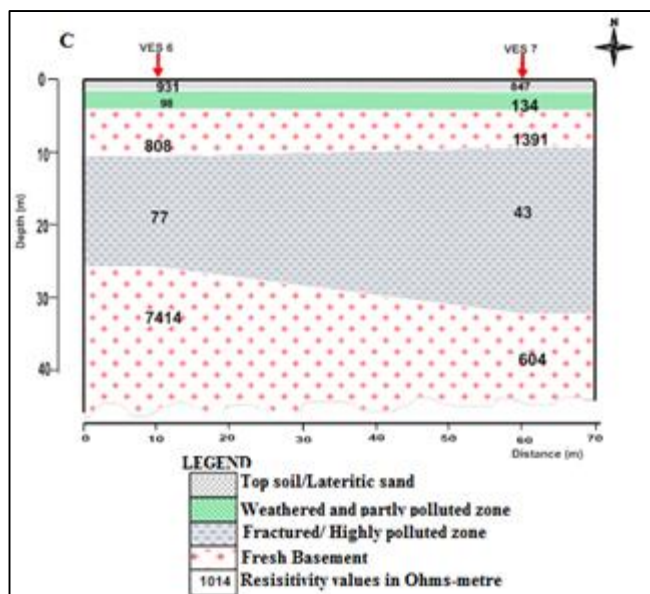 C
VES 6
VES 7
N
0
931
847
98
134
10
808
1391
Depth (m)
20
77
43
30
7414
40
604
0 10 20 30 40 50 60 70
Distance (m)
LEGEND
Top soil/Lateritic sand
Weathered and partly polluted zone
Fractured/ Highly polluted zone
Fresh Basement
1014 Resisitivity values in Ohms-metre